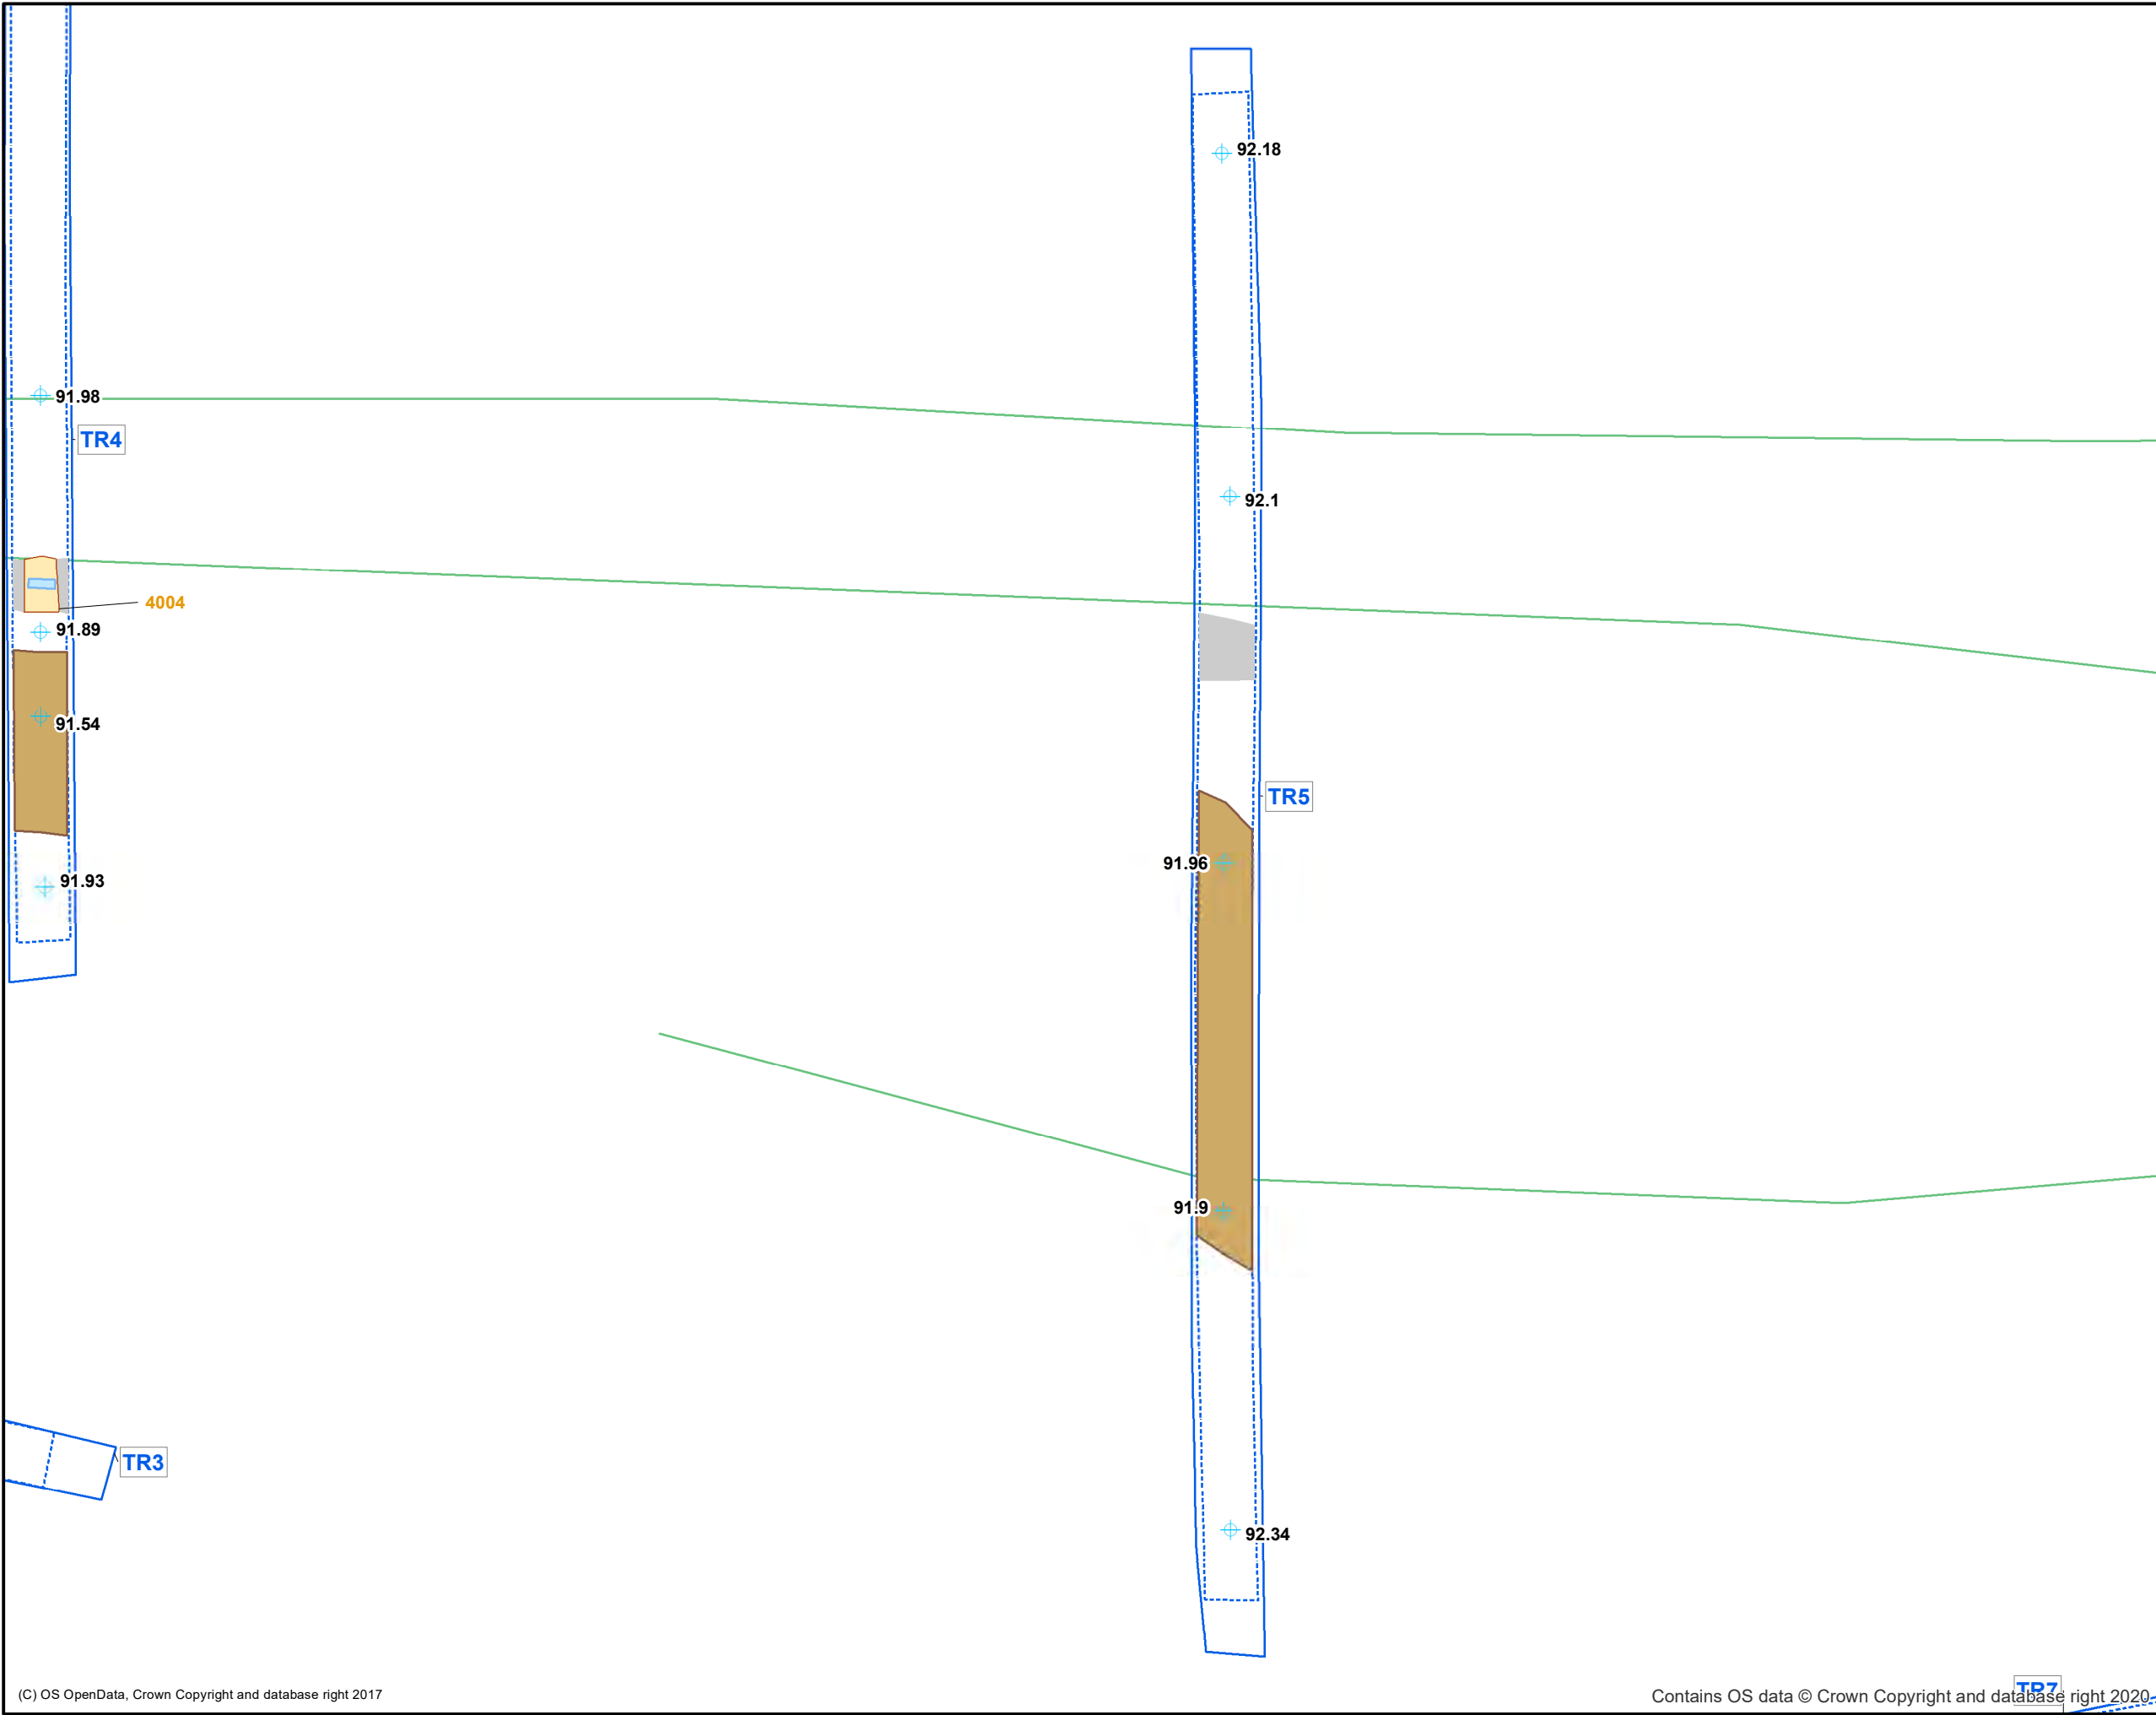 92.18
91.98
TR4
92.1
4004
91.89
91.54
TR5
91.96
91.93
91.9
TR3
92.34
TR7
(C) OS OpenData, Crown Copyright and database right 2017
Contains OS data © Crown Copyright and database right 2020